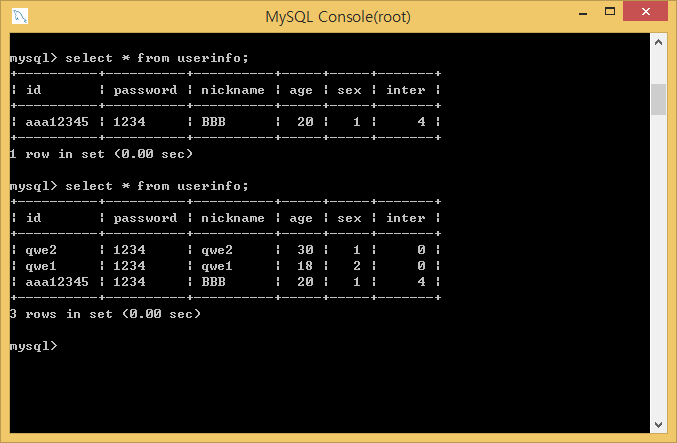 MySQL Console(root)
mysql> select * from userinfo;
+----------+----------+----------+-----+-----+-------+
| id       | password | nickname | age | sex | inter |
+----------+----------+----------+-----+-----+-------+
| aaa12345 | 1234     | BBB      |  20 |   1 |     4 |
+----------+----------+----------+-----+-----+-------+
1 row in set (0.00 sec)
mysql> select * from userinfo;
+----------+----------+----------+-----+-----+-------+
| id       | password | nickname | age | sex | inter |
+----------+----------+----------+-----+-----+-------+
| qwe2     | 1234     | qwe2     |  30 |   1 |     0 |
| qwe1     | 1234     | qwe1     |  18 |   2 |     0 |
| aaa12345 | 1234     | BBB      |  20 |   1 |     4 |
+----------+----------+----------+-----+-----+-------+
3 rows in set (0.00 sec)
mysql>